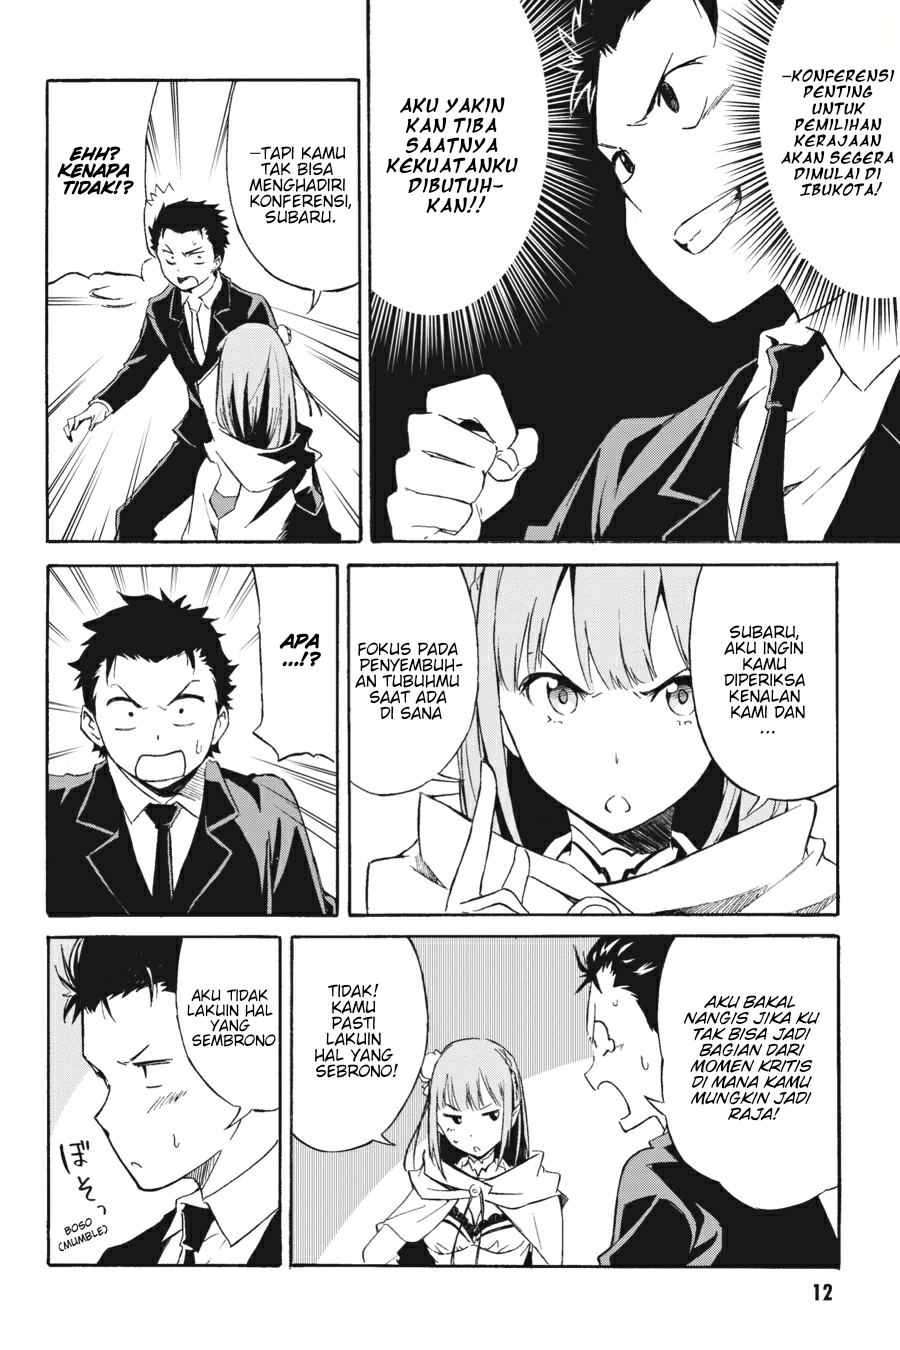 –KONFERENSI
PENTING
UNTUK
PEMILIHAN
KERAJAAN
AKAN SEGERA
DIMULAI DI
IBUKOTA!
AKU YAKIN
KAN TIBA
SAATNYA
KEKUATANKU
DIBUTUH-
KAN!!
–TAPI KAMU
TAK BISA
MENGHADIRI
KONFERENSI,
SUBARU.
EHH?
KENAPA
TIDAK!?
SUBARU,
AKU INGIN
KAMU
DIPERIKSA
KENALAN
KAMI DAN
...
FOKUS PADA
PENYEMBUH-
AN TUBUHMU
SAAT ADA
DI SANA
APA
...!?
AKU BAKAL
NANGIS JIKA KU
TAK BISA JADI
BAGIAN DARI
MOMEN KRITIS
DI MANA KAMU
MUNGKIN JADI
RAJA!
TIDAK!
KAMU
PASTI
LAKUIN
HAL YANG
SEBRONO!
AKU TIDAK
LAKUIN HAL
YANG
SEMBRONO
ぼそっ
BOSO
(MUMBLE)
12